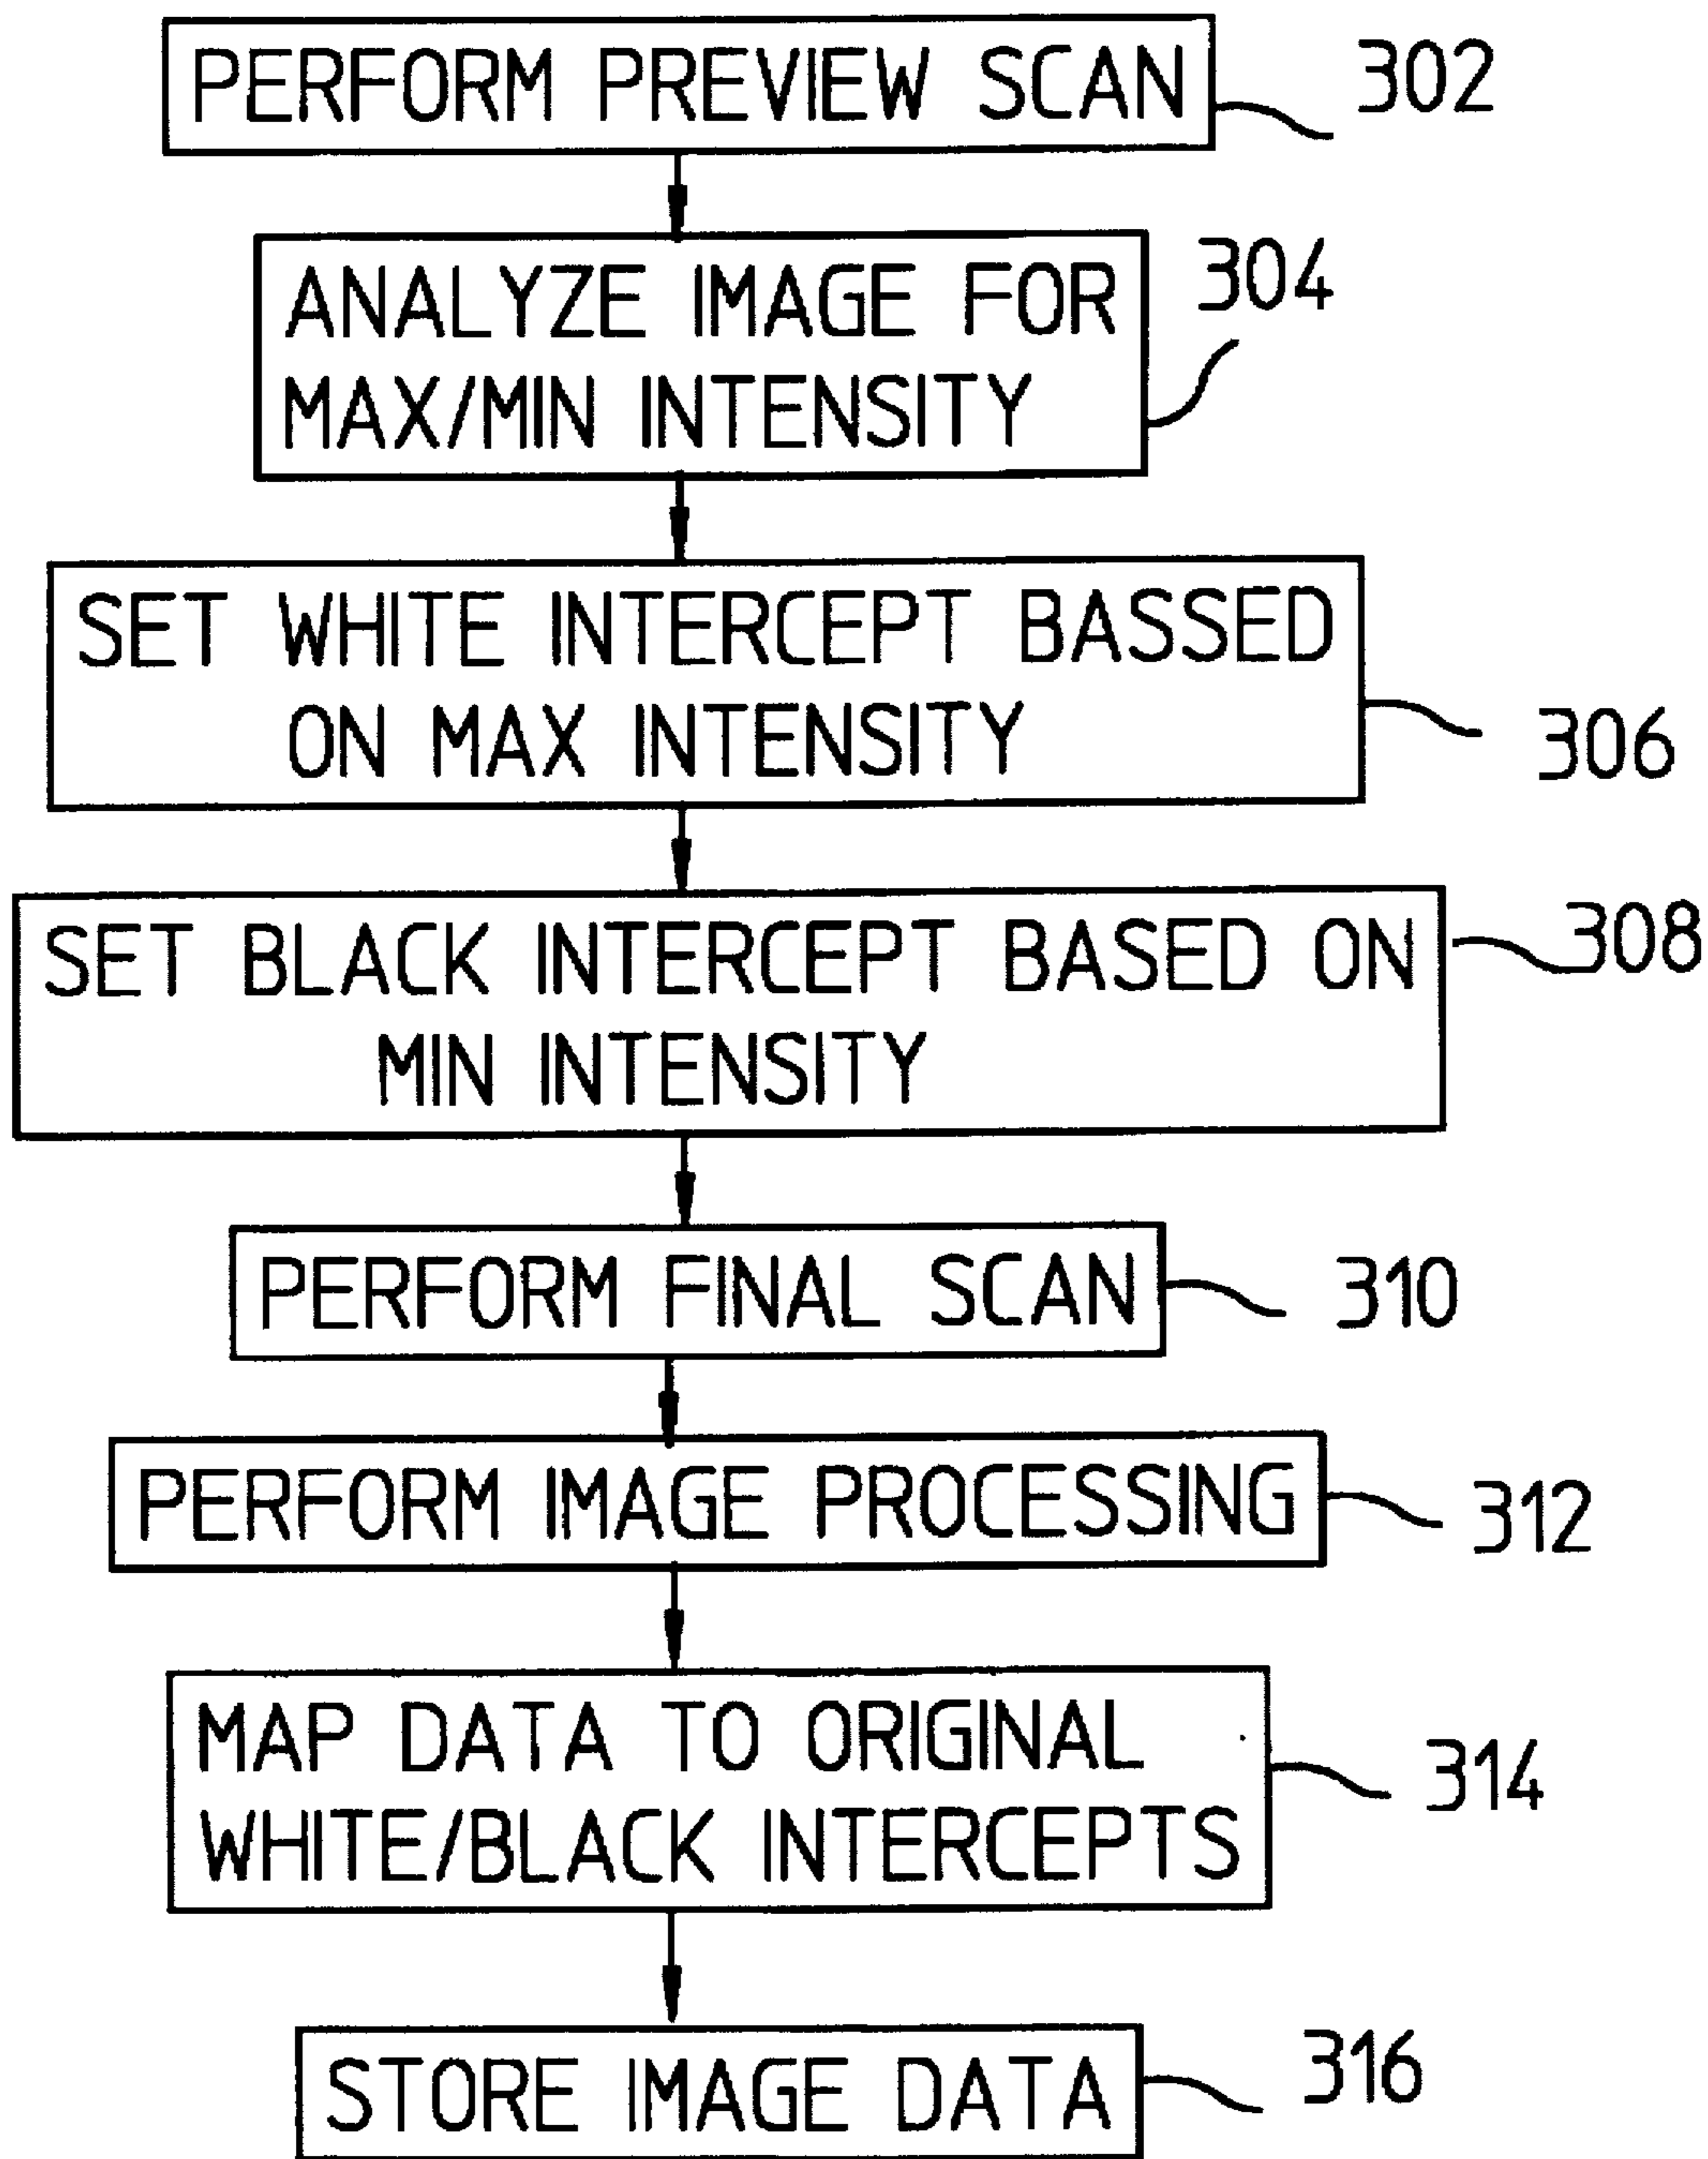 PERFORM PREVIEW SCAN
302
ANALYZE IMAGE FOR
MAX/MIN INTENSITY
304
SET WHITE INTERCEPT BASSED
ON MAX INTENSITY
306
SET BLACK INTERCEPT BASED ON
MIN INTENSITY
308
PERFORM FINAL SCAN
310
PERFORM IMAGE PROCESSING
312
MAP DATA TO ORIGINAL
WHITE/BLACK INTERCEPTS
314
STORE IMAGE DATA
316